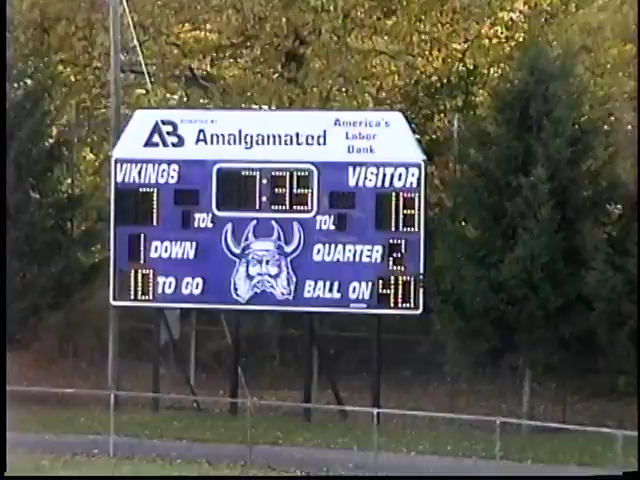 DONATED BY
AB Amalgamated America's Labor Bank
VIKINGS 7:35 VISITOR
7 TOL TOL
1 DOWN QUARTER 2
10 TO GO BALL ON 40